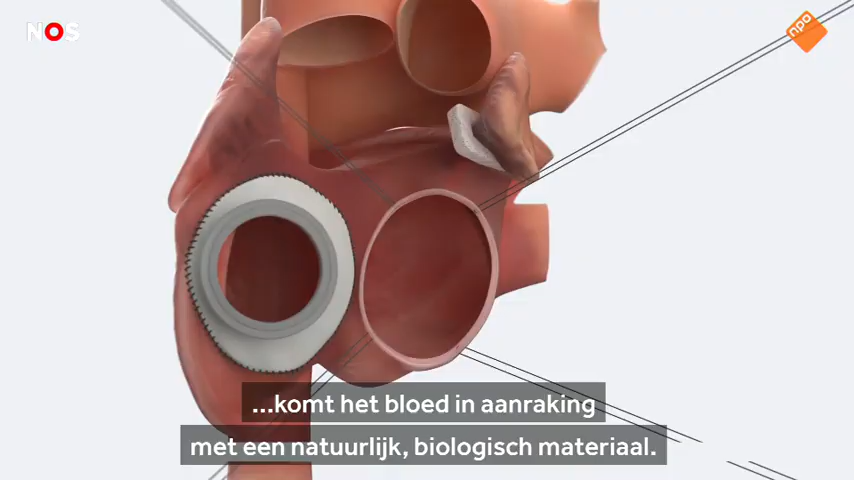 NOS
npo
...komt het bloed in aanraking
met een natuurlijk, biologisch materiaal.